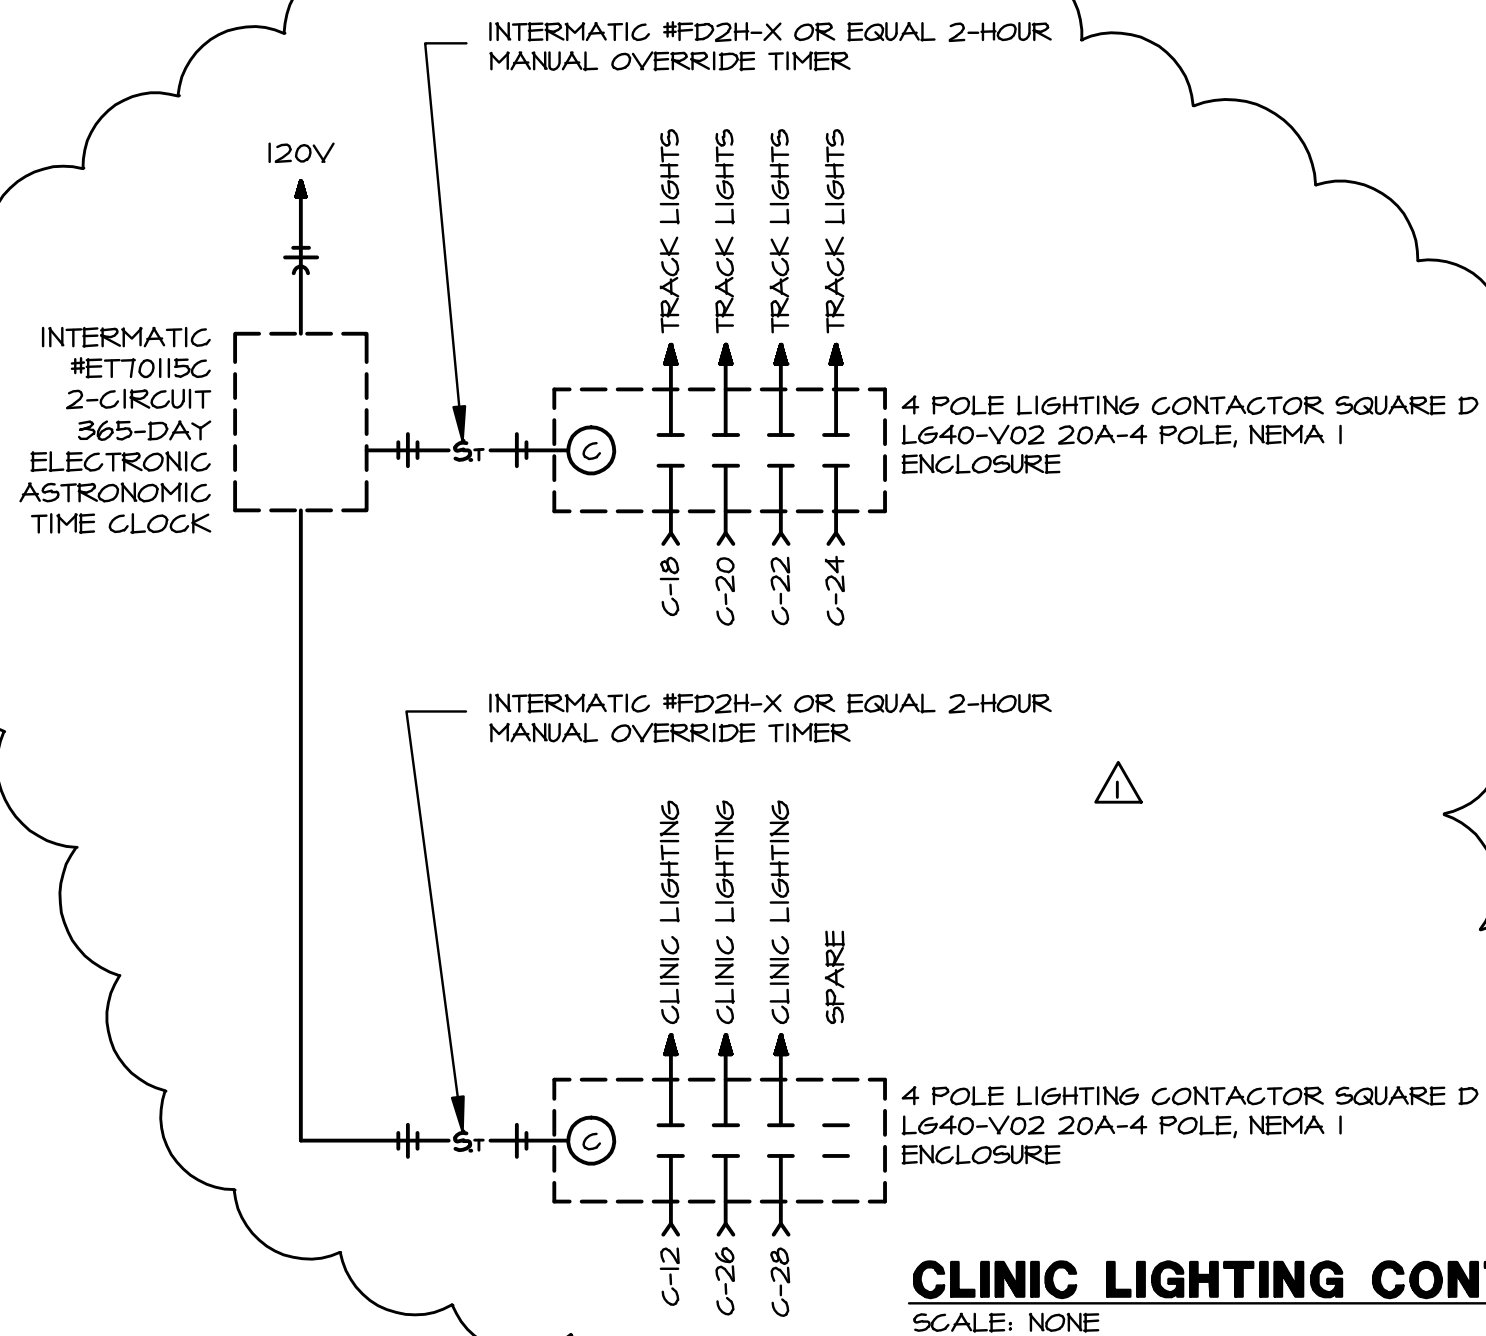 INTERMATIC #FD2H-X OR EQUAL 2-HOUR
MANUAL OVERRIDE TIMER
120V
TRACK LIGHTS
TRACK LIGHTS
TRACK LIGHTS
TRACK LIGHTS
INTERMATIC
#ET70115C
2-CIRCUIT
365-DAY
ELECTRONIC
ASTRONOMIC
TIME CLOCK
S.T
C
4 POLE LIGHTING CONTACTOR SQUARE D
LG40-V02 20A-4 POLE, NEMA 1
ENCLOSURE
C-18
C-20
C-22
C-24
INTERMATIC #FD2H-X OR EQUAL 2-HOUR
MANUAL OVERRIDE TIMER
1
CLINIC LIGHTING
CLINIC LIGHTING
CLINIC LIGHTING
SPARE
S.T
C
4 POLE LIGHTING CONTACTOR SQUARE D
LG40-V02 20A-4 POLE, NEMA 1
ENCLOSURE
C-12
C-26
C-28
CLINIC LIGHTING CON
SCALE: NONE